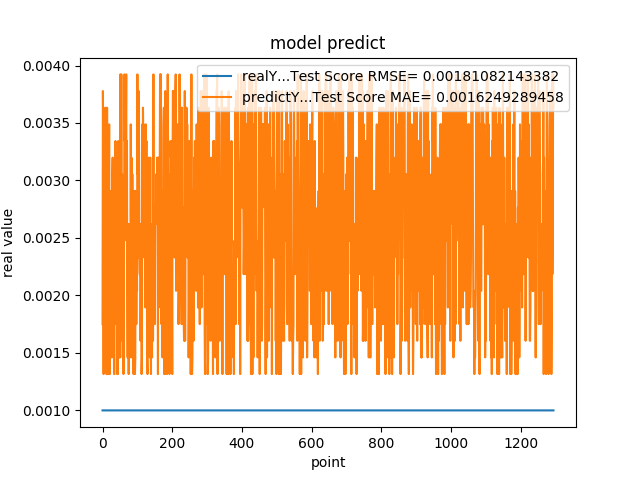 model predict
realY...Test Score RMSE= 0.00181082143382
predictY...Test Score MAE= 0.0016249289458
0.0040
0.0035
0.0030
0.0025
0.0020
0.0015
0.0010
real value
0 200 400 600 800 1000 1200
point